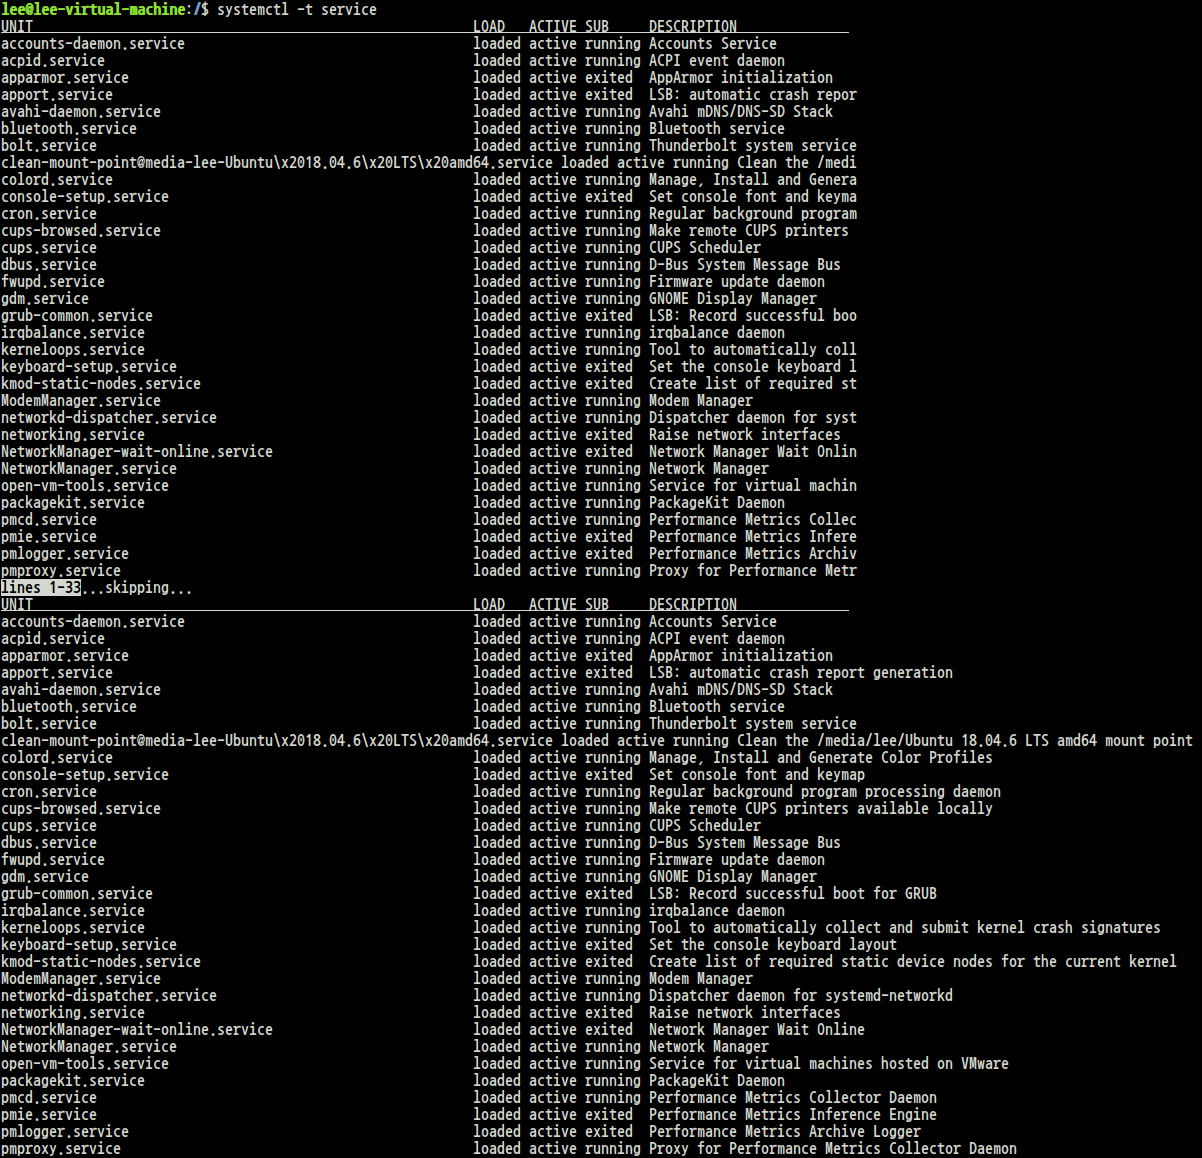 lee@lee-virtual-machine:/$ systemctl -t service
UNIT LOAD ACTIVE SUB DESCRIPTION
accounts-daemon.service loaded active running Accounts Service
acpid.service loaded active running ACPI event daemon
apparmor.service loaded active exited AppArmor initialization
apport.service loaded active exited LSB: automatic crash repor
avahi-daemon.service loaded active running Avahi mDNS/DNS-SD Stack
bluetooth.service loaded active running Bluetooth service
bolt.service loaded active running Thunderbolt system service
clean-mount-point@media-lee-Ubuntu\x2018.04.6\x20LTS\x20amd64.service loaded active running Clean the /medi
colord.service loaded active running Manage, Install and Genera
console-setup.service loaded active exited Set console font and keyma
cron.service loaded active running Regular background program
cups-browsed.service loaded active running Make remote CUPS printers
cups.service loaded active running CUPS Scheduler
dbus.service loaded active running D-Bus System Message Bus
fwupd.service loaded active running Firmware update daemon
gdm.service loaded active running GNOME Display Manager
grub-common.service loaded active exited LSB: Record successful boo
irqbalance.service loaded active running irqbalance daemon
kerneloops.service loaded active running Tool to automatically coll
keyboard-setup.service loaded active exited Set the console keyboard l
kmod-static-nodes.service loaded active exited Create list of required st
ModemManager.service loaded active running Modem Manager
networkd-dispatcher.service loaded active running Dispatcher daemon for syst
networking.service loaded active exited Raise network interfaces
NetworkManager-wait-online.service loaded active exited Network Manager Wait Onlin
NetworkManager.service loaded active running Network Manager
open-vm-tools.service loaded active running Service for virtual machin
packagekit.service loaded active running PackageKit Daemon
pmcd.service loaded active running Performance Metrics Collec
pmie.service loaded active exited Performance Metrics Infere
pmlogger.service loaded active exited Performance Metrics Archiv
pmproxy.service loaded active running Proxy for Performance Metr
lines 1-33...skipping...
UNIT LOAD ACTIVE SUB DESCRIPTION
accounts-daemon.service loaded active running Accounts Service
acpid.service loaded active running ACPI event daemon
apparmor.service loaded active exited AppArmor initialization
apport.service loaded active exited LSB: automatic crash report generation
avahi-daemon.service loaded active running Avahi mDNS/DNS-SD Stack
bluetooth.service loaded active running Bluetooth service
bolt.service loaded active running Thunderbolt system service
clean-mount-point@media-lee-Ubuntu\x2018.04.6\x20LTS\x20amd64.service loaded active running Clean the /media/lee/Ubuntu 18.04.6 LTS amd64 mount point
colord.service loaded active running Manage, Install and Generate Color Profiles
console-setup.service loaded active exited Set console font and keymap
cron.service loaded active running Regular background program processing daemon
cups-browsed.service loaded active running Make remote CUPS printers available locally
cups.service loaded active running CUPS Scheduler
dbus.service loaded active running D-Bus System Message Bus
fwupd.service loaded active running Firmware update daemon
gdm.service loaded active running GNOME Display Manager
grub-common.service loaded active exited LSB: Record successful boot for GRUB
irqbalance.service loaded active running irqbalance daemon
kerneloops.service loaded active running Tool to automatically collect and submit kernel crash signatures
keyboard-setup.service loaded active exited Set the console keyboard layout
kmod-static-nodes.service loaded active exited Create list of required static device nodes for the current kernel
ModemManager.service loaded active running Modem Manager
networkd-dispatcher.service loaded active running Dispatcher daemon for systemd-networkd
networking.service loaded active exited Raise network interfaces
NetworkManager-wait-online.service loaded active exited Network Manager Wait Online
NetworkManager.service loaded active running Network Manager
open-vm-tools.service loaded active running Service for virtual machines hosted on VMware
packagekit.service loaded active running PackageKit Daemon
pmcd.service loaded active running Performance Metrics Collector Daemon
pmie.service loaded active exited Performance Metrics Inference Engine
pmlogger.service loaded active exited Performance Metrics Archive Logger
pmproxy.service loaded active running Proxy for Performance Metrics Collector Daemon